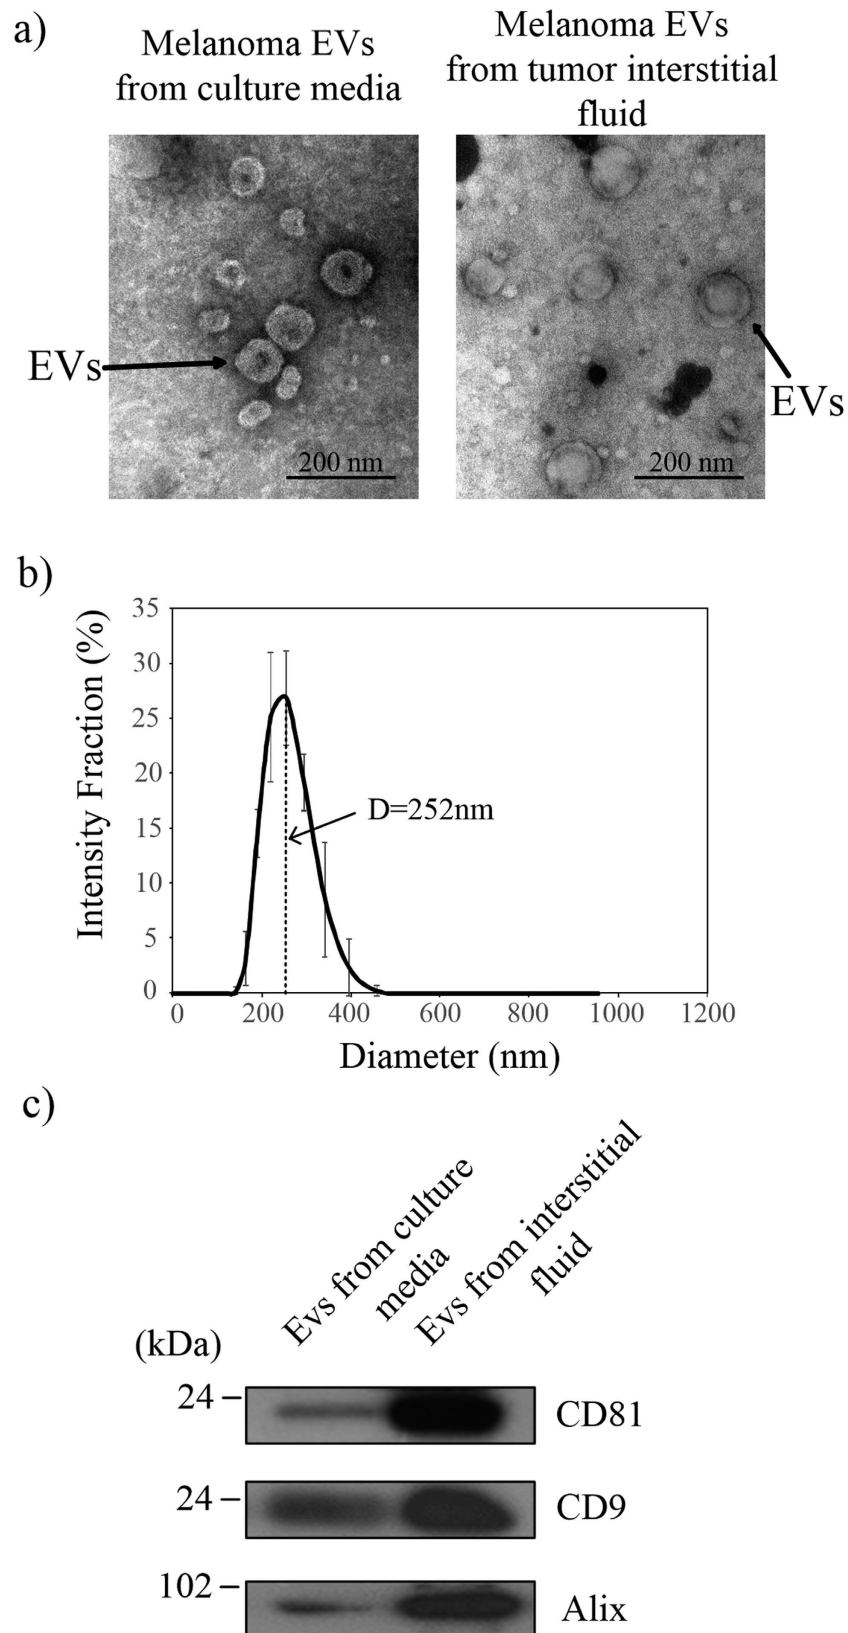 a)
Melanoma EVs
from culture media
Melanoma EVs
from tumor interstitial
fluid
EVs
200 nm
200 nm
EVs
b)
Intensity Fraction (%)
35
30
25
20
15
10
5
0
D=252nm
0 200 400 600 800 1000 1200
Diameter (nm)
c)
Evs from culture
media
Evs from interstitial
fluid
(kDa)
24
CD81
24
CD9
102
Alix